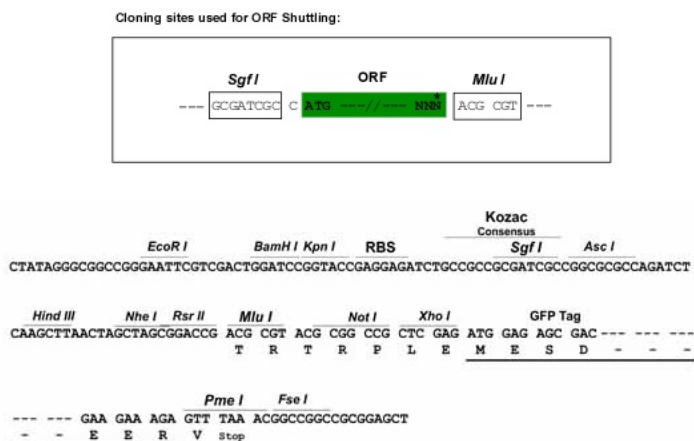 Cloning sites used for ORF Shuttling:
Sgf I ORF Mlu I
--- GCGATCGC C ATG ---//--- NNN* ACG CGT ---
Kozac
Consensus
EcoR I BamH I Kpn I RBS Sgf I Asc I
CTATAGGGCGGCCGGGAATTCGTCGACTGGATCCGGTACCGAGGAGATCTGCCGCCGCGATCGCCGGCGCGCCAGATCT
Hind III Nhe I Rsr II Mlu I Not I Xho I GFP Tag
CAAGCTTAACTAGCTAGCGGACCG ACG CGT ACG CGG CCG CTC GAG ATG GAG AGC GAC --- --- ---
T R T R P L E M E S D - - -
Pme I Fse I
--- --- GAA GAA AGA GTT TAA ACGGCCGGCCGCGGAGCT
- - E E R V Stop